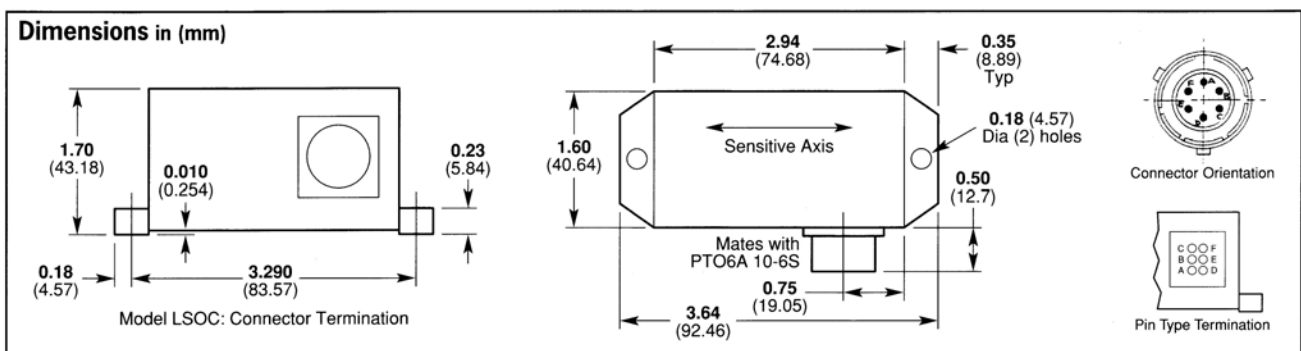 Dimensions in (mm)
1.70
(43.18)
0.010
(0.254)
0.23
(5.84)
0.18
(4.57)
3.290
(83.57)
Model LSOC: Connector Termination
2.94
(74.68)
0.35
(8.89)
Typ
1.60
(40.64)
Sensitive Axis
0.18 (4.57)
Dia (2) holes
0.50
(12.7)
Mates with
PTO6A 10-6S
0.75
(19.05)
3.64
(92.46)
F A
B
E C
D
Connector Orientation
C F
B E
A D
Pin Type Termination